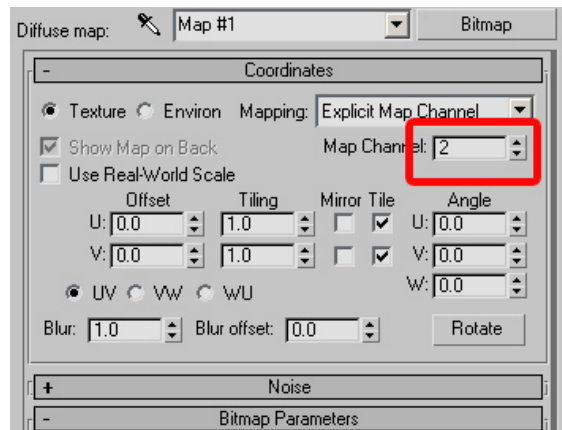 Diffuse map: Map #1 Bitmap
- Coordinates
Texture Environ Mapping: Explicit Map Channel
Show Map on Back Map Channel: 2
Use Real-World Scale
Offset Tiling Mirror Tile Angle
U: 0.0 1.0 U: 0.0
V: 0.0 1.0 V: 0.0
W: 0.0
UV VW WU
Blur: 1.0 Blur offset: 0.0 Rotate
+ Noise
- Bitmap Parameters